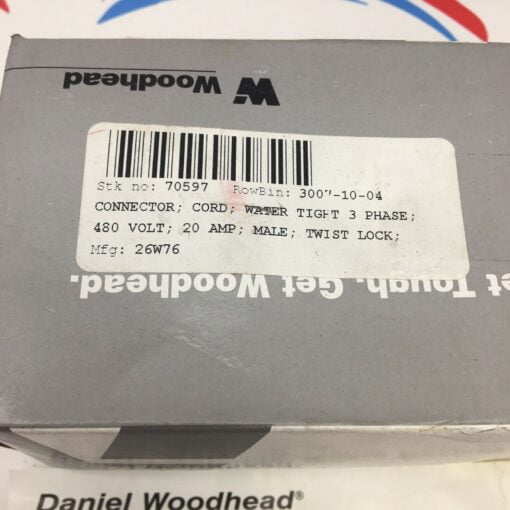 Woodhead
Stk no: 70597 RowBin: 300"-10-04
CONNECTOR; CORD; WATER TIGHT 3 PHASE;
480 VOLT; 20 AMP; MALE; TWIST LOCK;
Mfg: 26W76
et Tough. Get Woodhead.
Daniel Woodhead®